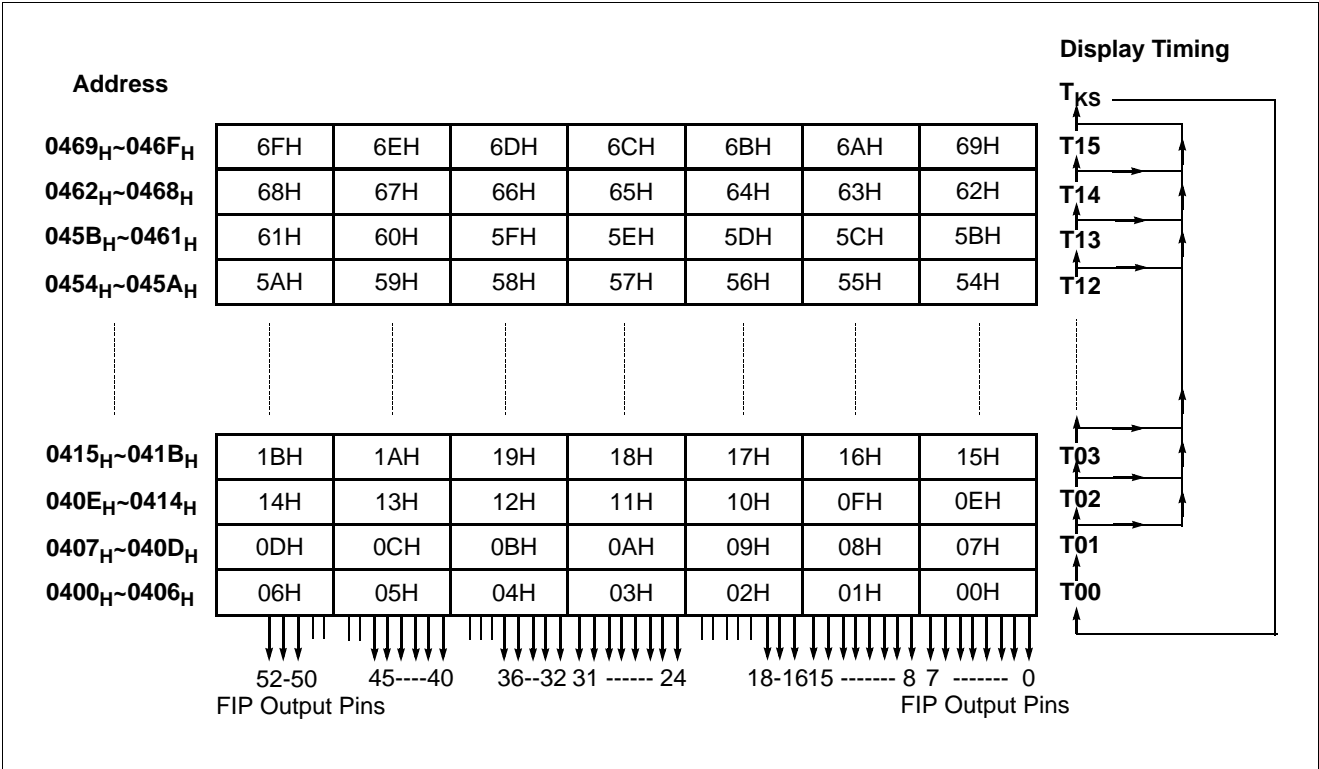 Display Timing
Address
TKS
0469H~046FH 6FH 6EH 6DH 6CH 6BH 6AH 69H T15
0462H~0468H 68H 67H 66H 65H 64H 63H 62H T14
045BH~0461H 61H 60H 5FH 5EH 5DH 5CH 5BH T13
0454H~045AH 5AH 59H 58H 57H 56H 55H 54H T12
0415H~041BH 1BH 1AH 19H 18H 17H 16H 15H T03
040EH~0414H 14H 13H 12H 11H 10H 0FH 0EH T02
0407H~040DH 0DH 0CH 0BH 0AH 09H 08H 07H T01
0400H~0406H 06H 05H 04H 03H 02H 01H 00H T00
52-50 45----40 36--32 31 ------ 24 18-1615 ------- 8 7 ------- 0
FIP Output Pins FIP Output Pins